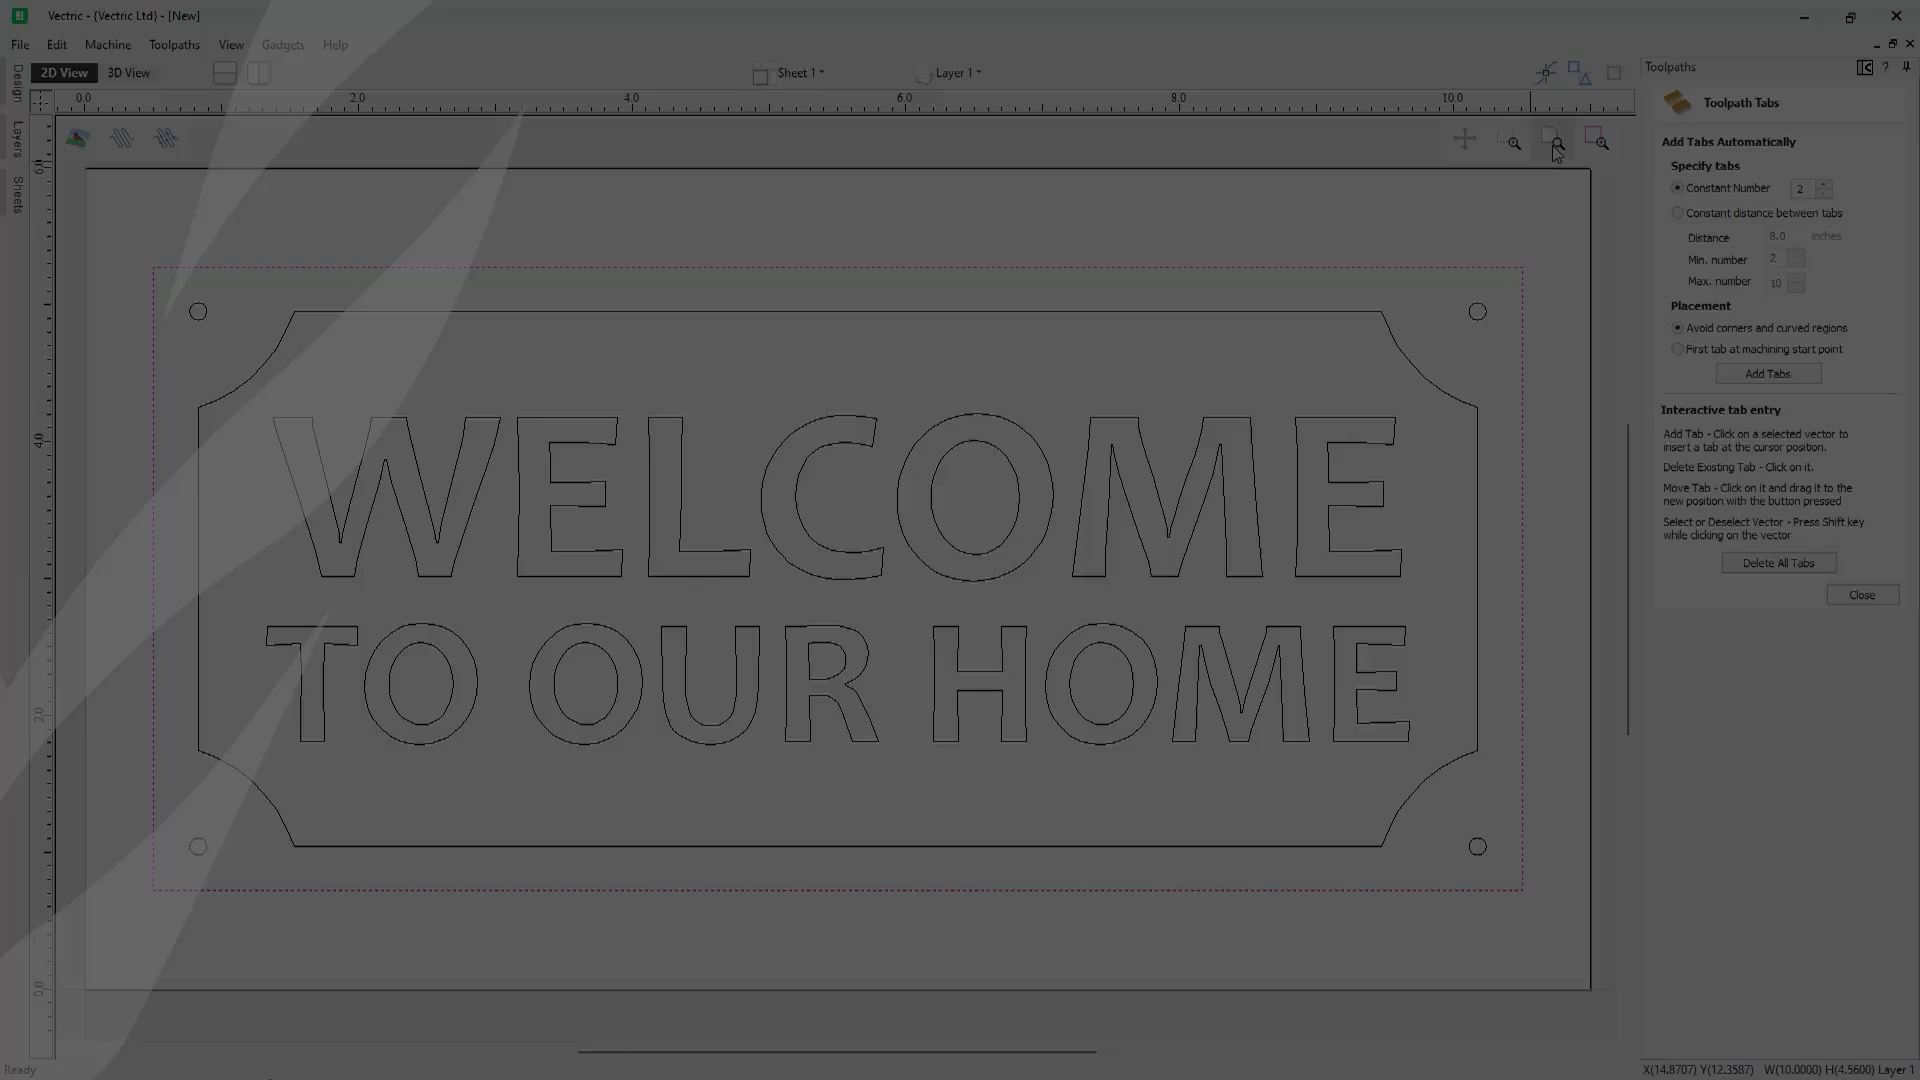 Vectric - {Vectric Ltd} - [New]
File Edit Machine Toolpaths View Gadgets Help
2D View 3D View Sheet 1 Layer 1
0.0 2.0 4.0 6.0 8.0 10.0
Design
Layers
Sheets
4.0
2.0
0.0
WELCOME
TO OUR HOME
Toolpaths
Toolpath Tabs
Add Tabs Automatically
Specify tabs
Constant Number 2
Constant distance between tabs
Distance 8.0 inches
Min. number 2
Max. number 10
Placement
Avoid corners and curved regions
First tab at machining start point
Add Tabs
Interactive tab entry
Add Tab - Click on a selected vector to
insert a tab at the cursor position.
Delete Existing Tab - Click on it.
Move Tab - Click on it and drag it to the
new position with the button pressed
Select or Deselect Vector - Press Shift key
while clicking on the vector
Delete All Tabs
Close
Ready
X(14.8707) Y(12.3587) W(10.0000) H(4.5600) Layer 1